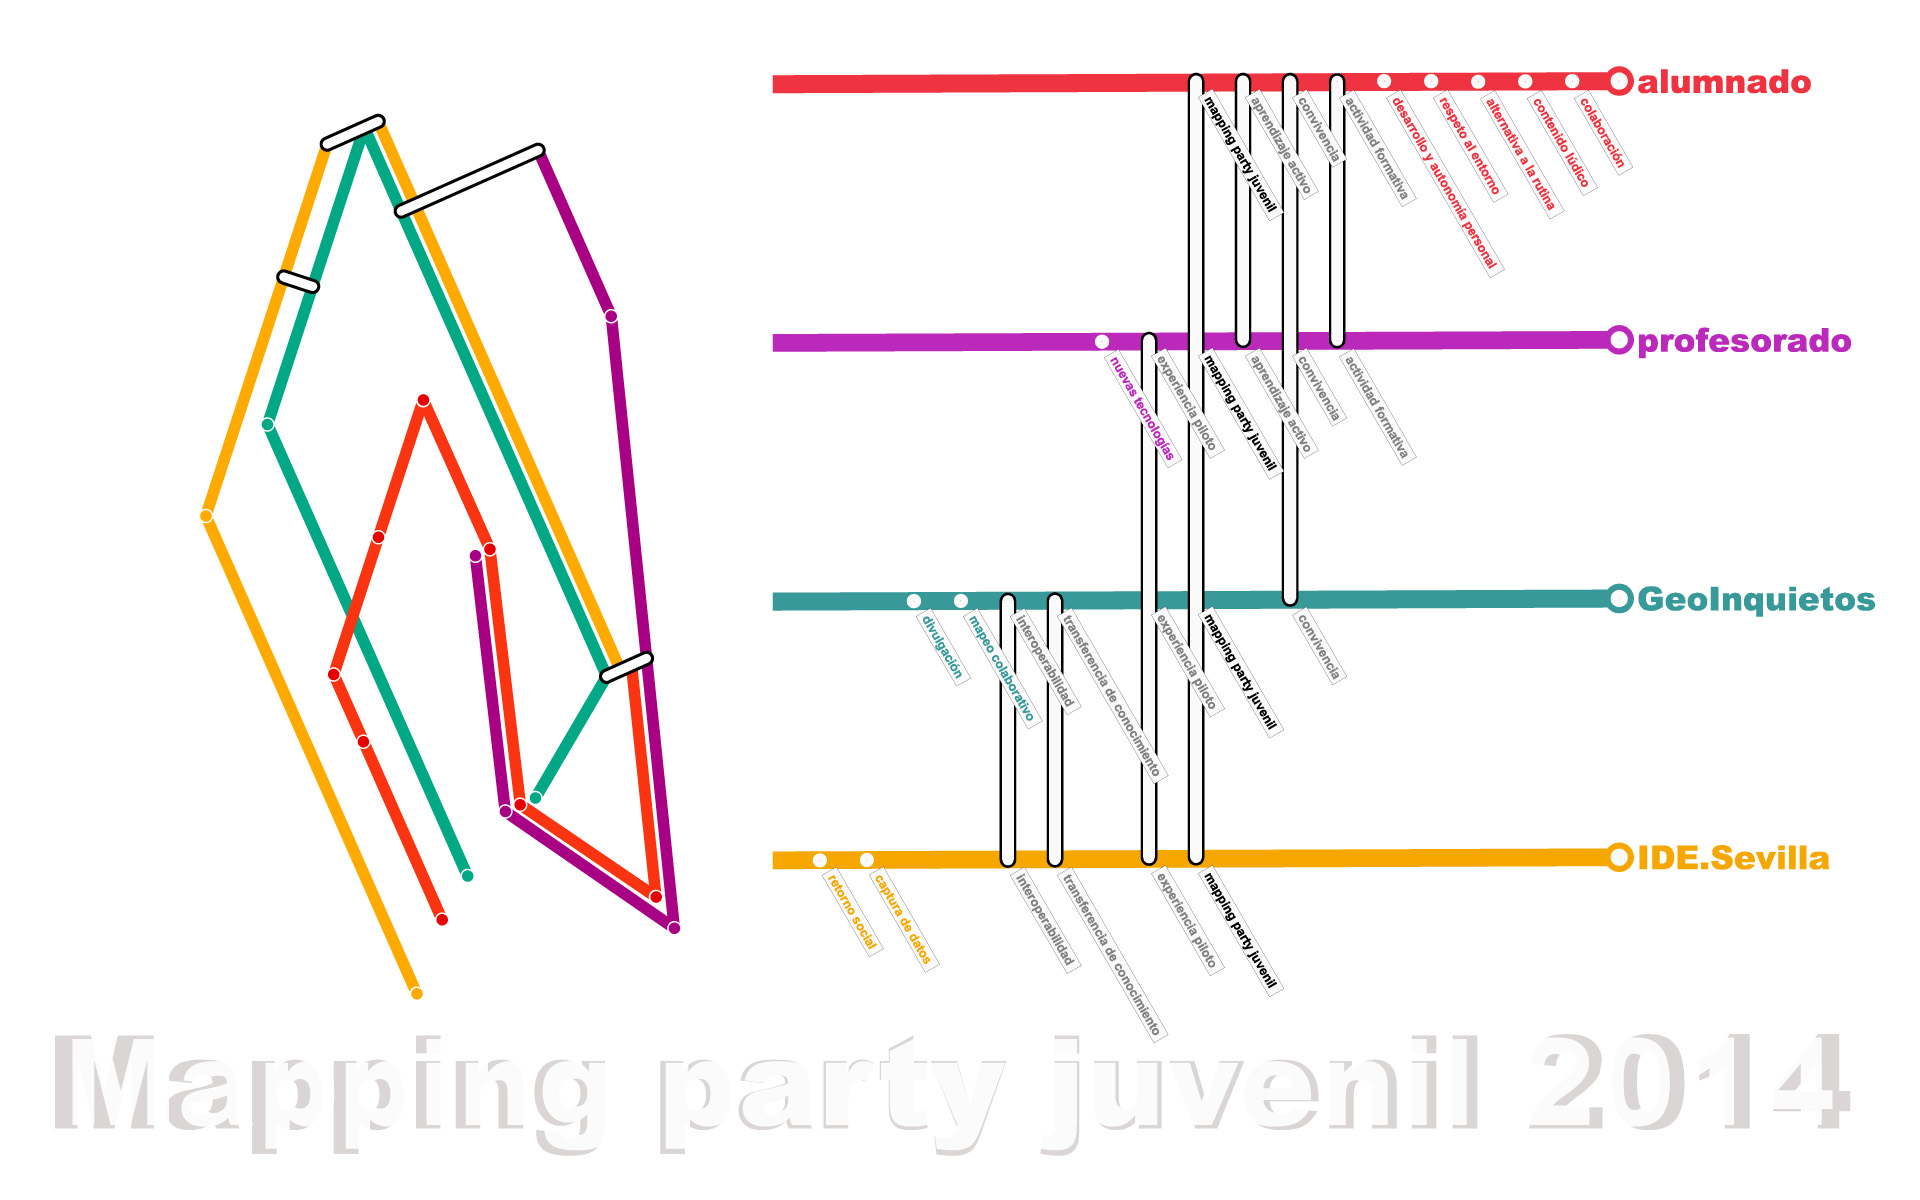 alumnado
mapping party juvenil
aprendizaje activo
convivencia
actividad formativa
desarrollo y autonomía personal
respeto al entorno
alternativa a la rutina
contenido lúdico
colaboración
profesorado
nuevas tecnologías
experiencia piloto
mapping party juvenil
aprendizaje activo
convivencia
actividad formativa
GeoInquietos
divulgación
mapeo colaborativo
interoperabilidad
transferencia de conocimiento
experiencia piloto
mapping party juvenil
convivencia
IDE.Sevilla
retorno social
captura de datos
interoperabilidad
transferencia de conocimiento
experiencia piloto
mapping party juvenil
Mapping party juvenil 2014